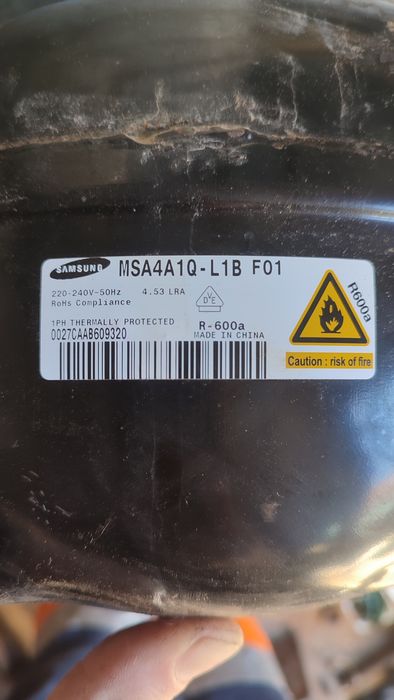 SAMSUNG MSA4A1Q-L1B F01
220-240V~50Hz 4.53 LRA
RoHs Compliance
VDE
1PH THERMALLY PROTECTED R-600a
0027CAAB609320 MADE IN CHINA
R600a
Caution : risk of fire